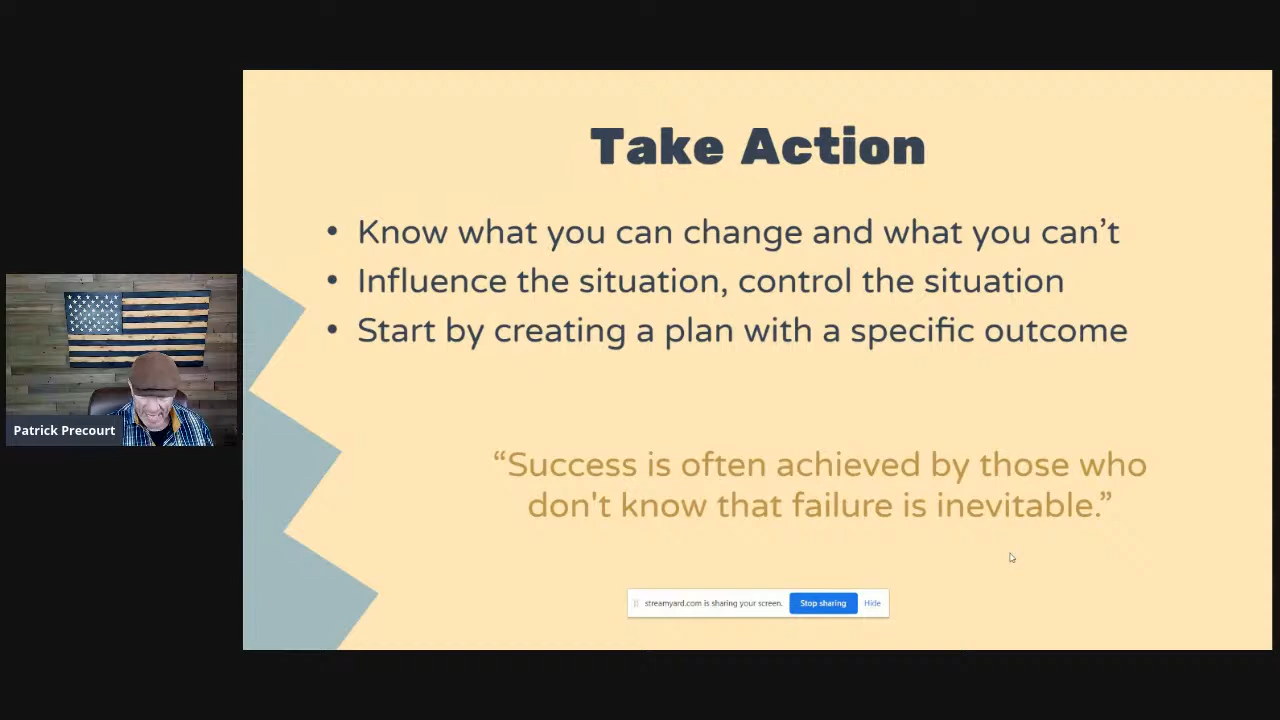 Take Action
• Know what you can change and what you can’t
• Influence the situation, control the situation
• Start by creating a plan with a specific outcome
Patrick Precourt
“Success is often achieved by those who
don't know that failure is inevitable.”
streamyard.com is sharing your screen. Stop sharing Hide